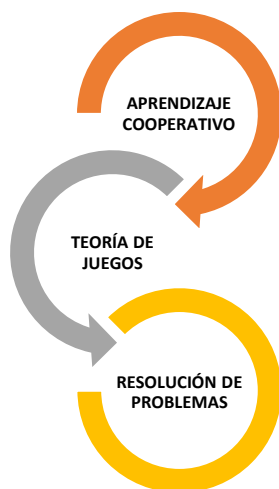 APRENDIZAJE
COOPERATIVO
TEORÍA DE
JUEGOS
RESOLUCIÓN DE
PROBLEMAS